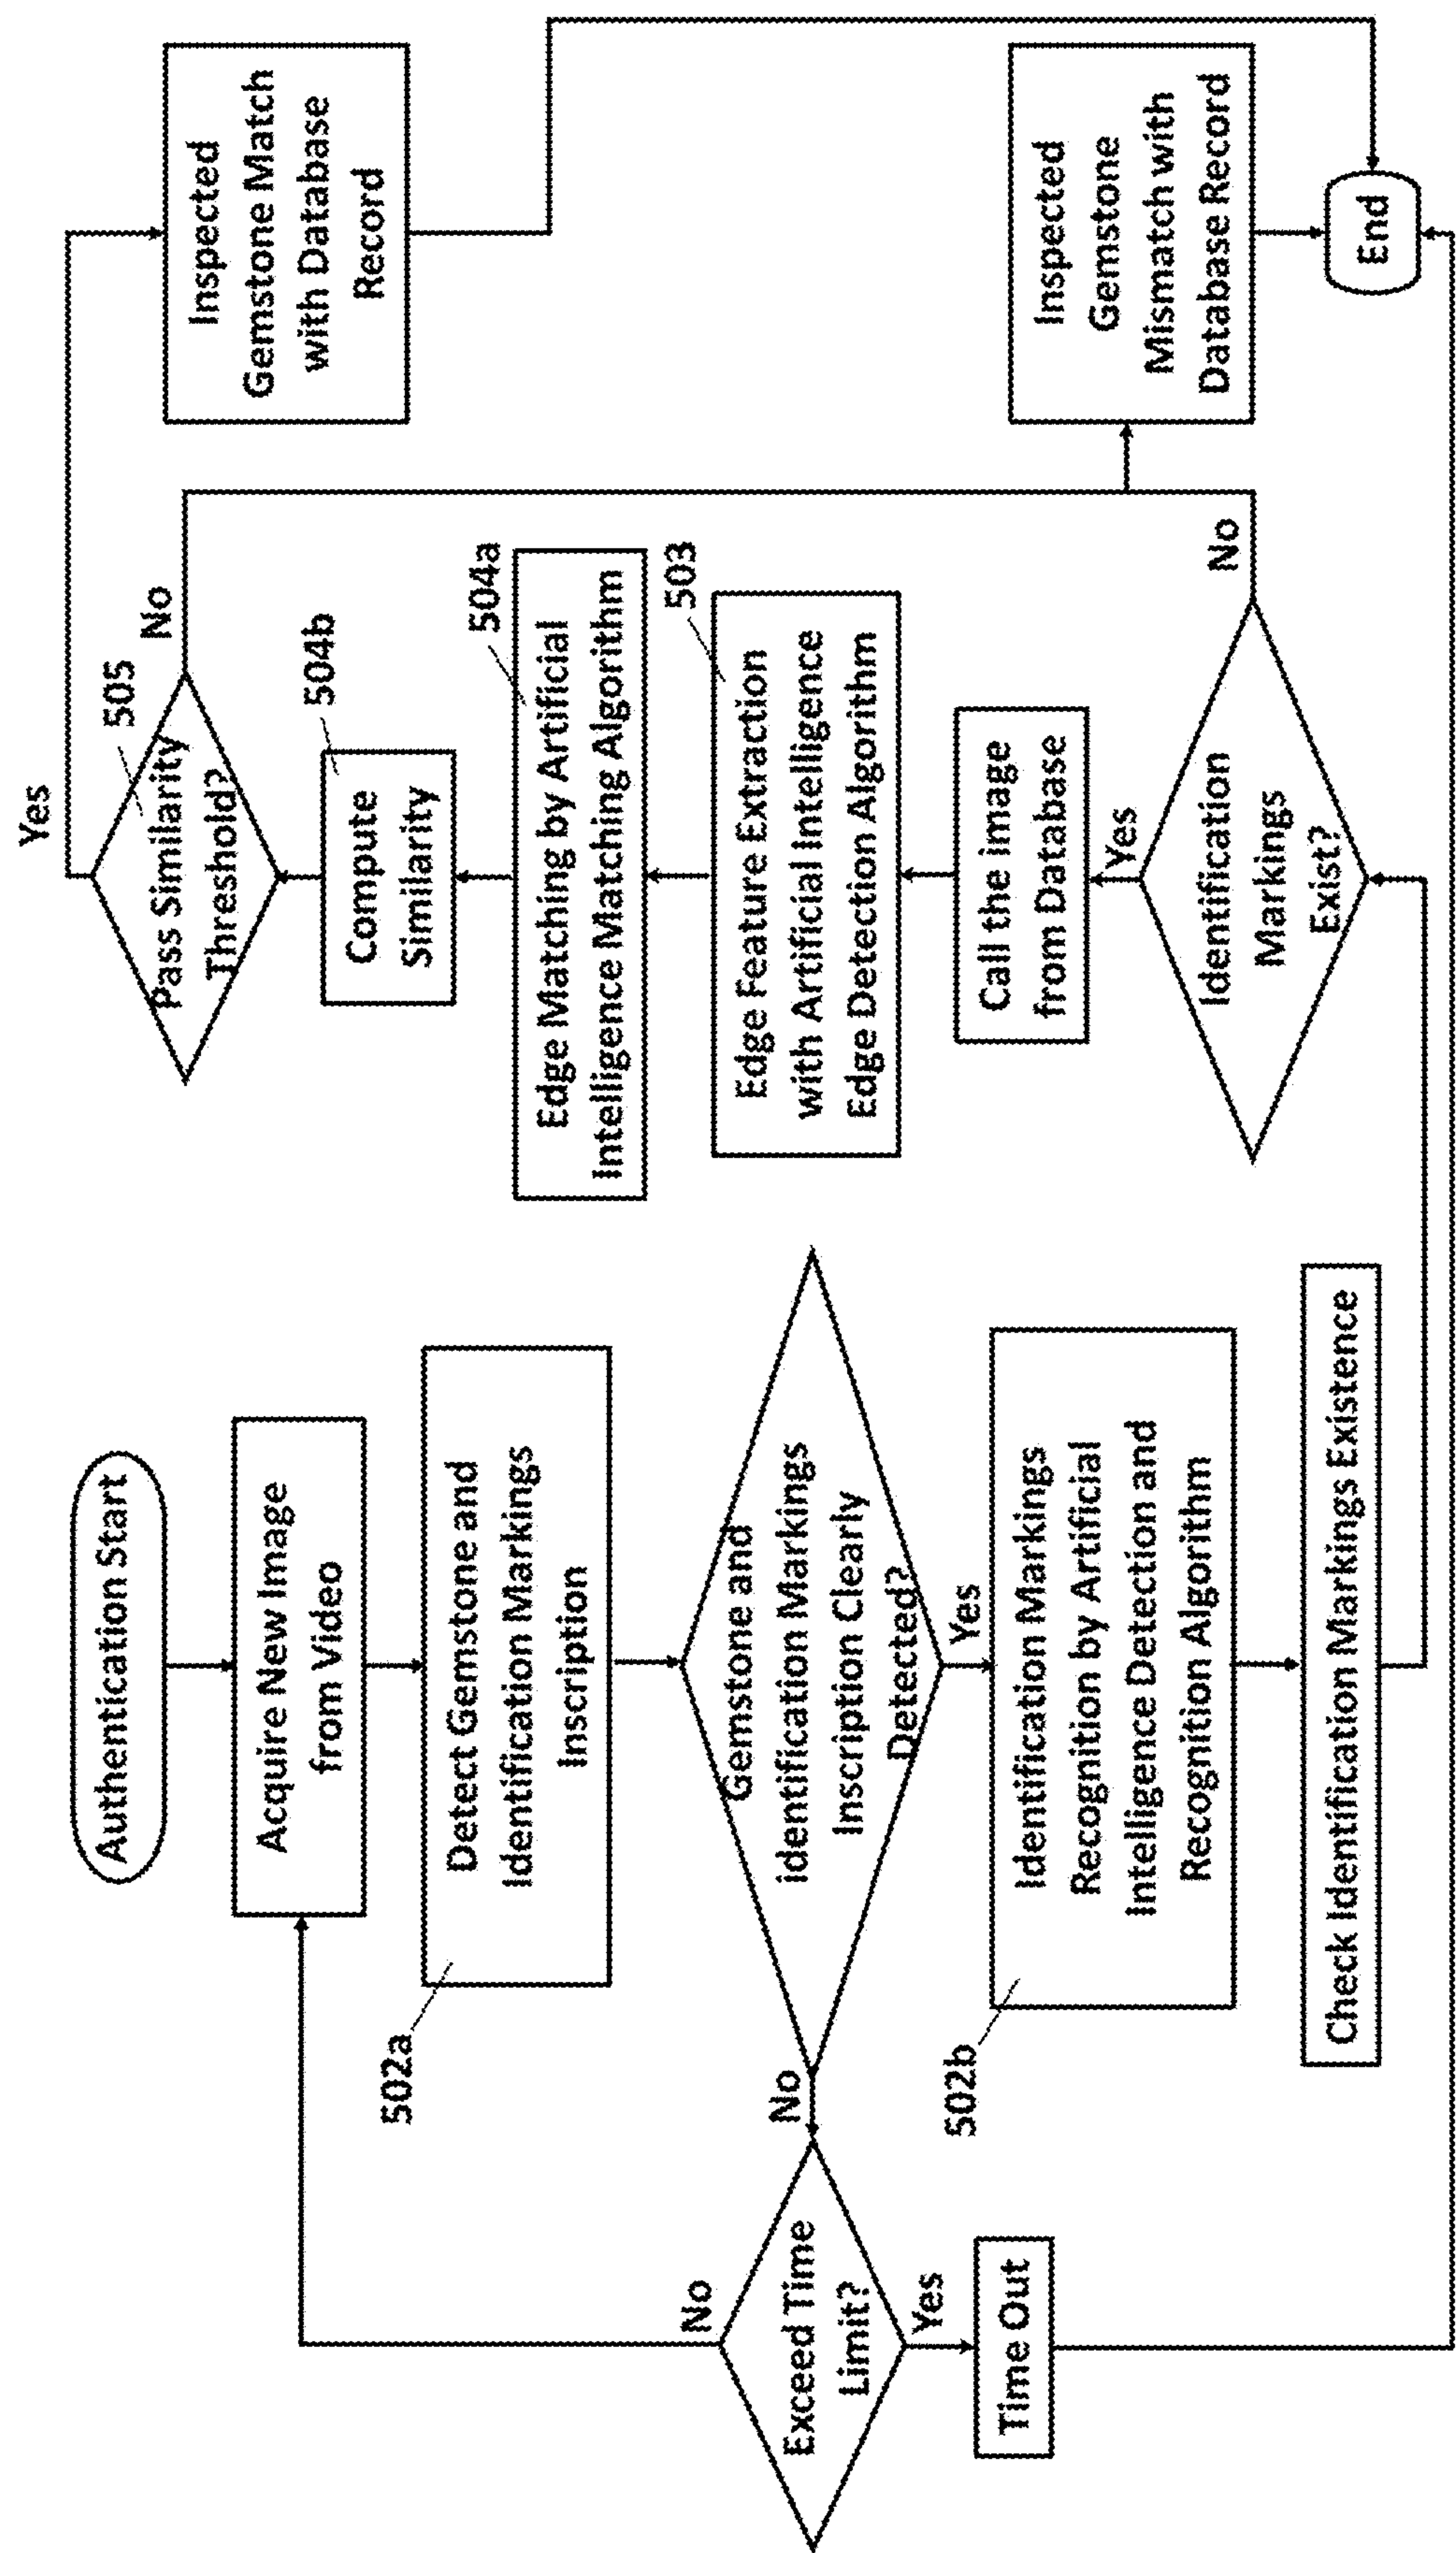 Authentication Start
Acquire New Image
from Video
502a
Detect Gemstone and
Identification Markings
Inscription
Gemstone and
identification Markings
Inscription Clearly
Detected?
No
Exceed Time
Limit?
No
Yes
Time Out
Yes
502b
Identification Markings
Recognition by Artificial
Intelligence Detection and
Recognition Algorithm
Check Identification Markings Existence
Identification
Markings
Exist?
No
Yes
Call the image
from Database
503
Edge Feature Extraction
with Artificial Intelligence
Edge Detection Algorithm
504a
Edge Matching by Artificial
Intelligence Matching Algorithm
504b
Compute
Similarity
505
Pass Similarity
Threshold?
No
Yes
Inspected
Gemstone Match
with Database
Record
Inspected
Gemstone
Mismatch with
Database Record
End